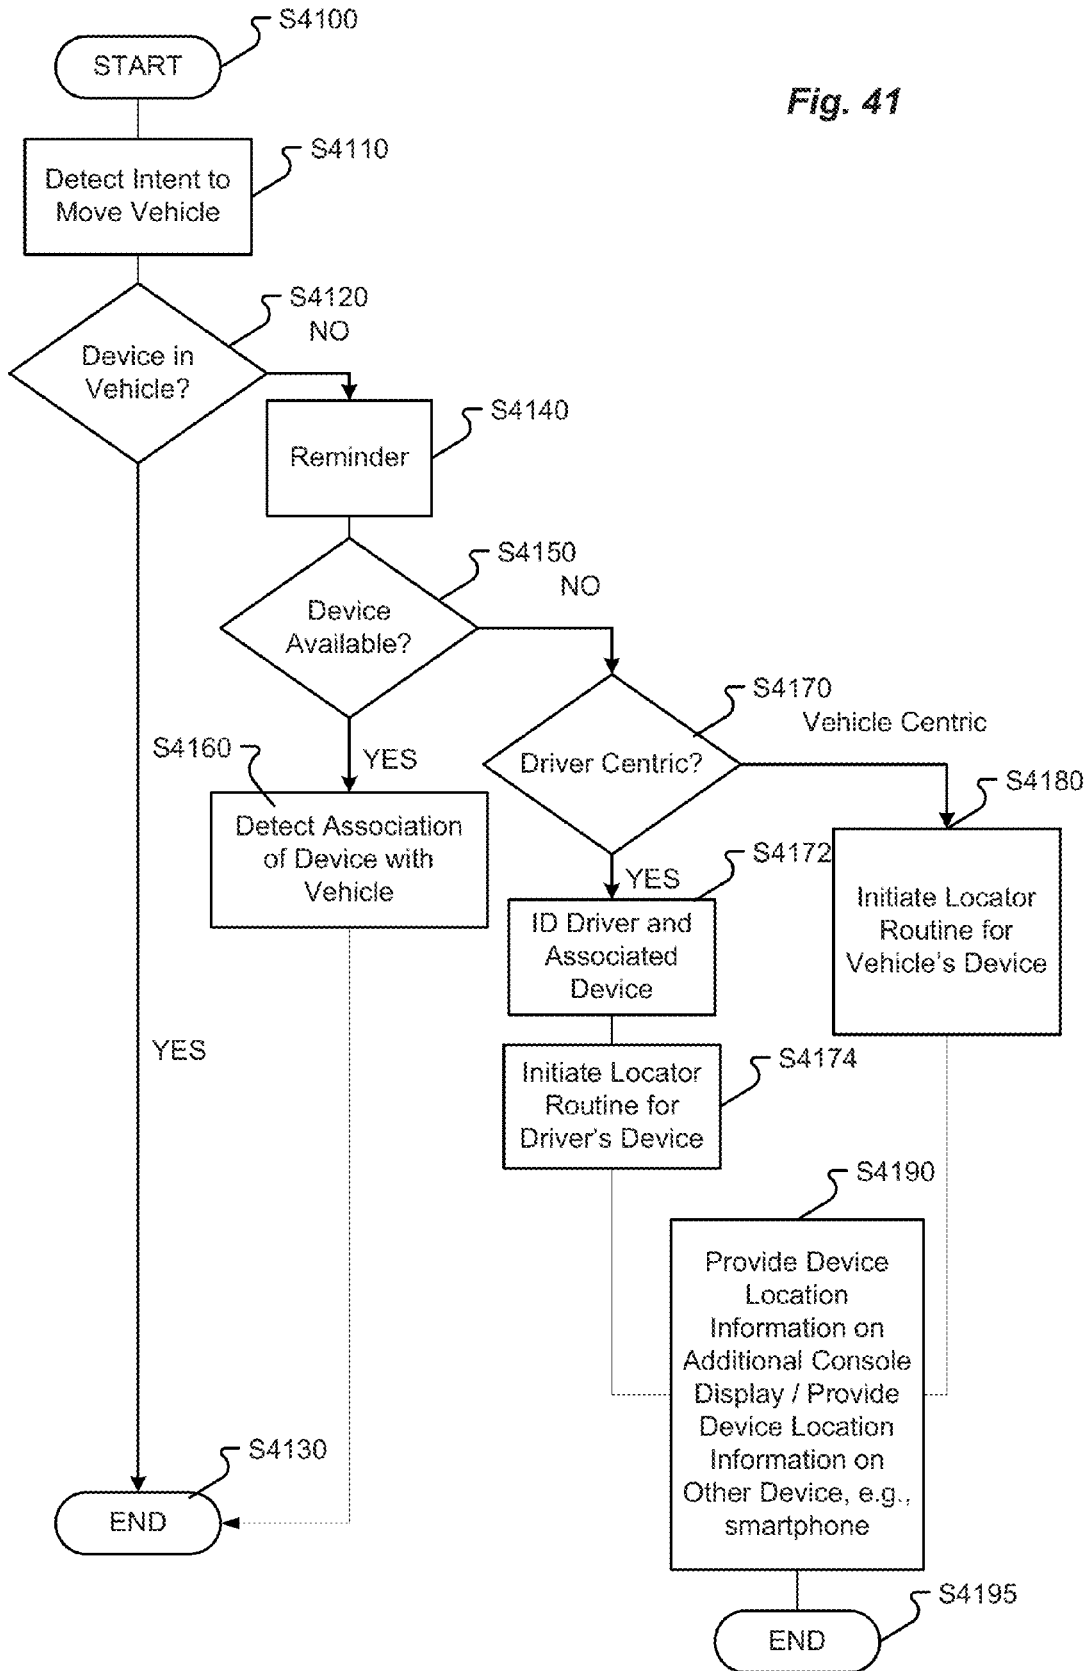 S4100
START
Fig. 41
S4110
Detect Intent to
Move Vehicle
S4120
NO
Device in
Vehicle?
S4140
Reminder
S4150
NO
Device
Available?
S4170
Vehicle Centric
S4160
YES
Driver Centric?
S4180
Detect Association
of Device with
Vehicle
S4172
YES
ID Driver and
Associated
Device
Initiate Locator
Routine for
Vehicle's Device
YES
S4174
Initiate Locator
Routine for
Driver's Device
S4190
Provide Device
Location
Information on
Additional Console
Display / Provide
Device Location
Information on
Other Device, e.g.,
smartphone
S4130
END
S4195
END